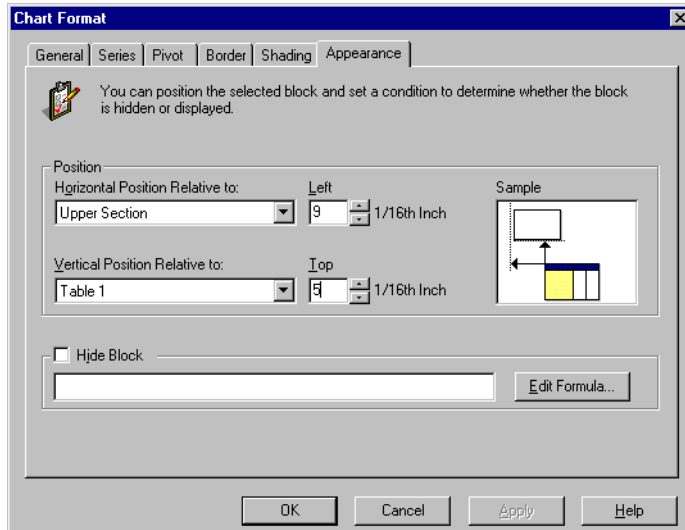 Chart Format
General Series Pivot Border Shading Appearance
You can position the selected block and set a condition to determine whether the block
is hidden or displayed.
Position
Horizontal Position Relative to: Left Sample
Upper Section 9 1/16th Inch
Vertical Position Relative to: Top
Table 1 5 1/16th Inch
Hide Block
Edit Formula...
OK Cancel Apply Help